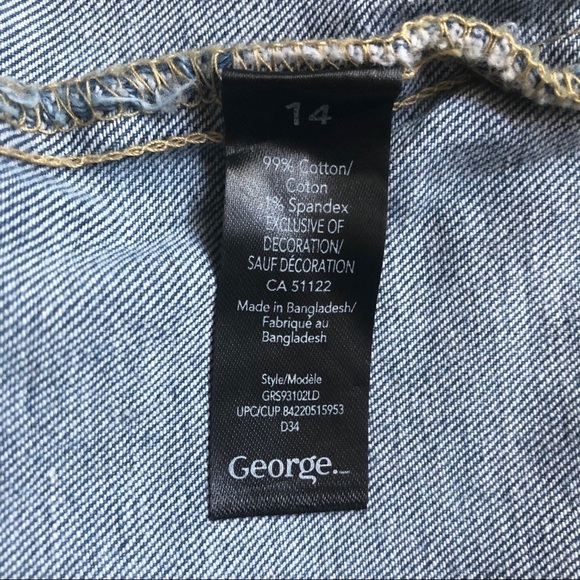 14
99% Cotton/
Coton
1% Spandex
EXCLUSIVE OF
DECORATION/
SAUF DÉCORATION
CA 51122
Made in Bangladesh/
Fabriqué au
Bangladesh
Style/Modèle
GRS93102LD
UPC/CUP 84220515953
D34
George.